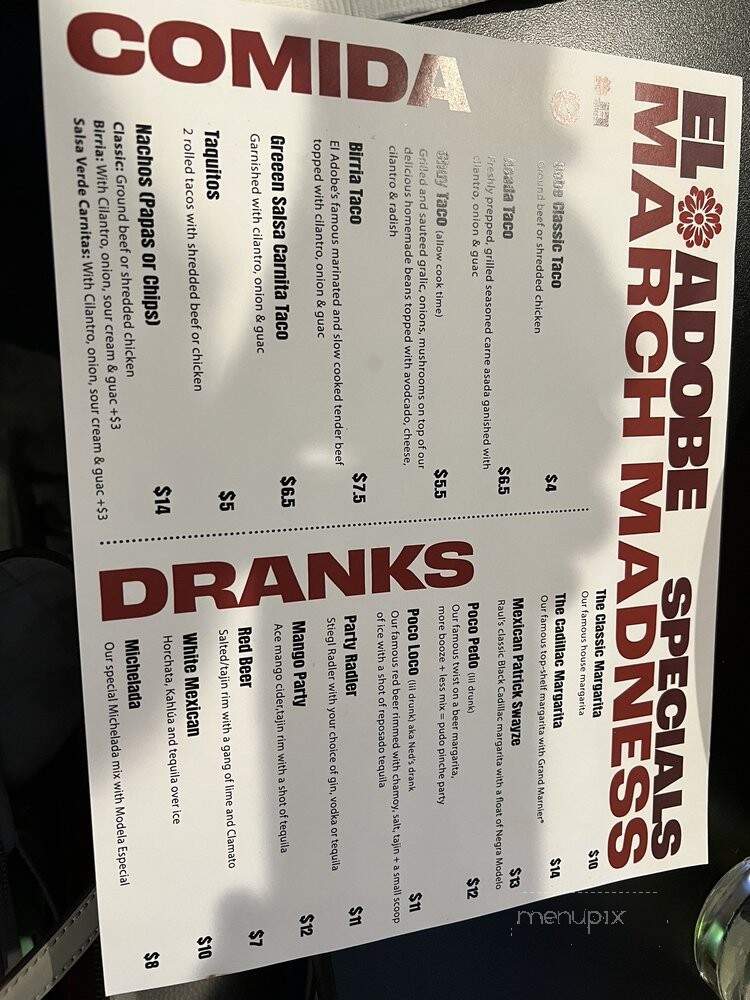 EL ADOBE SPECIALS
MARCH MADNESS
COMIDA
Classic Taco $4
Ground beef or shredded chicken
Asada Taco $6.5
Freshly prepped, grilled seasoned carne asada ganished with
cilantro, onion & guac
Taco (allow cook time) $5.5
Grilled and sauteed gralic, onions, mushrooms on top of our
delicious homemade beans topped with avodcado, cheese,
cilantro & radish
Birria Taco $7.5
El Adobe's famous marinated and slow cooked tender beef
topped with cilantro, onion & guac
Green Salsa Carnita Taco $6.5
Garnished with cilantro, onion & guac
Taquitos $5
2 rolled tacos with shredded beef or chicken
Nachos (Papas or Chips) $14
Classic: Ground beef or shredded chicken
Birria: With Cilantro, onion, sour cream & guac +$3
Salsa Verde Carnitas: With Cilantro, onion, sour cream & guac +$3
DRANKS
The Classic Margarita $10
Our famous house margarita
The Cadillac Margarita $14
Our famous top-shelf margarita with Grand Marnier®
Mexican Patrick Swayze $13
Raul's classic Black Cadillac margarita with a float of Negra Modelo
Poco Pedo (lil drunk) $12
Our famous twist on a beer margarita,
more booze + less mix = pudo pinche party
Poco Loco (lil drunk) aka Ned's drank $11
Our famous red beer rimmed with chamoy, salt, tajin + a small scoop
of ice with a shot of reposado tequila
Party Radler $11
Stiegl Radler with your choice of gin, vodka or tequila
Mango Party $12
Ace mango cider,tajin rim with a shot of tequila
Red Beer $7
Salted/tajin rim with a gang of lime and Clamato
White Mexican $10
Horchata, Kahlúa and tequila over ice
Michelada $8
Our special Michelada mix with Modela Especial
menupix